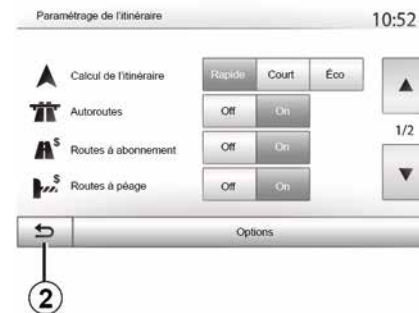 Paramétrage de l'itinéraire 10:52
Calcul de l'itinéraire Rapide Court Éco
Autoroutes Off On
1/2
Routes à abonnement Off On
Routes à péage Off On
Options
2